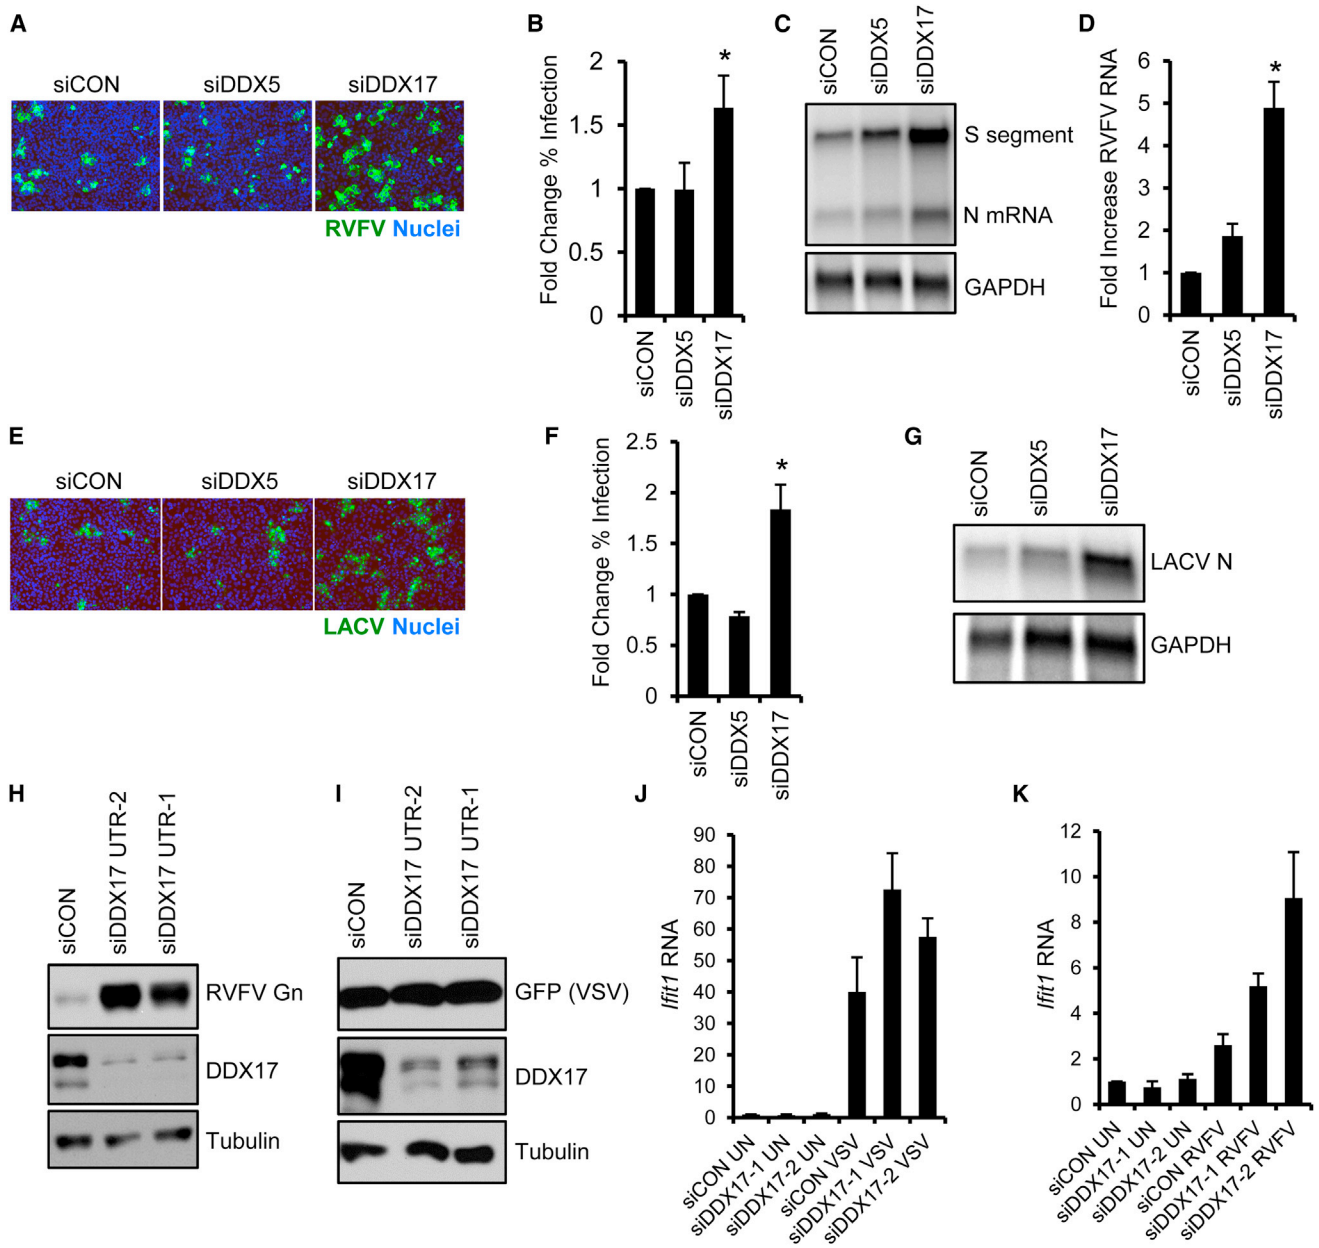 A
siCON siDDX5 siDDX17
RVFV Nuclei
B
Fold Change % Infection
2
1.5
1
0.5
0
*
siCON
siDDX5
siDDX17
C
siCON
siDDX5
siDDX17
S segment
N mRNA
GAPDH
D
Fold Increase RVFV RNA
6
5
4
3
2
1
0
*
siCON
siDDX5
siDDX17
E
siCON siDDX5 siDDX17
LACV Nuclei
F
Fold Change % Infection
2.5
2
1.5
1
0.5
0
*
siCON
siDDX5
siDDX17
G
siCON
siDDX5
siDDX17
LACV N
GAPDH
H
siCON
siDDX17 UTR-2
siDDX17 UTR-1
RVFV Gn
DDX17
Tubulin
I
siCON
siDDX17 UTR-2
siDDX17 UTR-1
GFP (VSV)
DDX17
Tubulin
J
Ifit1 RNA
90
80
70
60
50
40
30
20
10
0
siCON UN
siDDX17-1 UN
siDDX17-2 UN
siCON VSV
siDDX17-1 VSV
siDDX17-2 VSV
K
Ifit1 RNA
12
10
8
6
4
2
0
siCON UN
siDDX17-1 UN
siDDX17-2 UN
siCON RVFV
siDDX17-1 RVFV
siDDX17-2 RVFV